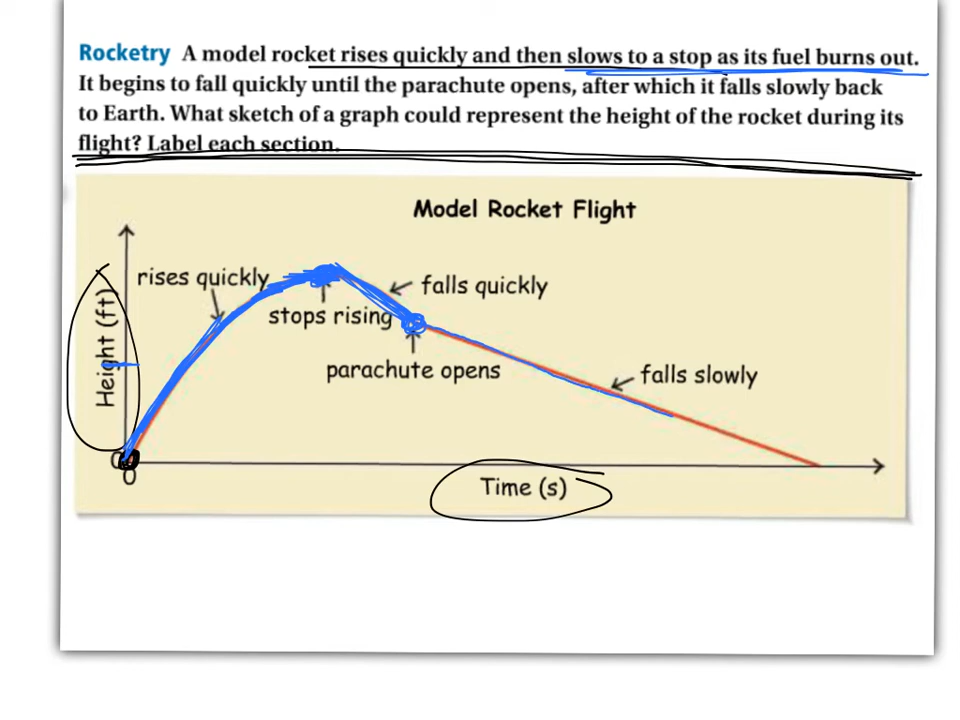 Rocketry A model rocket rises quickly and then slows to a stop as its fuel burns out.
It begins to fall quickly until the parachute opens, after which it falls slowly back
to Earth. What sketch of a graph could represent the height of the rocket during its
flight? Label each section.
Model Rocket Flight
rises quickly
falls quickly
stops rising
parachute opens
falls slowly
Height (ft)
0
0
Time (s)